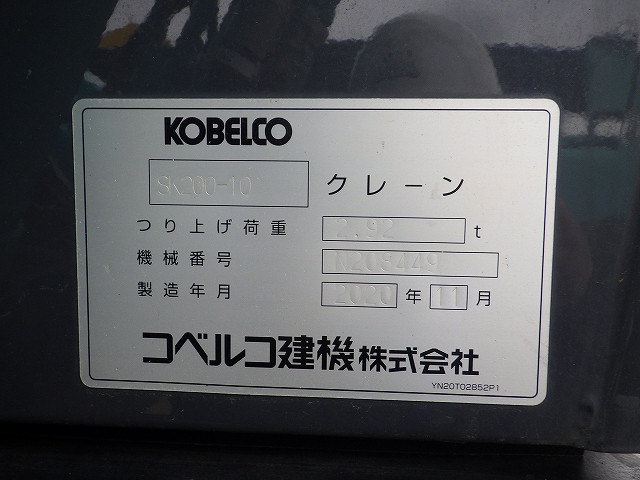 KOBELCO
SK200-10 クレーン
つり上げ荷重 2.92 t
機械番号
製造年月 2020 年 11 月
コベルコ建機株式会社
YN20T02852P1